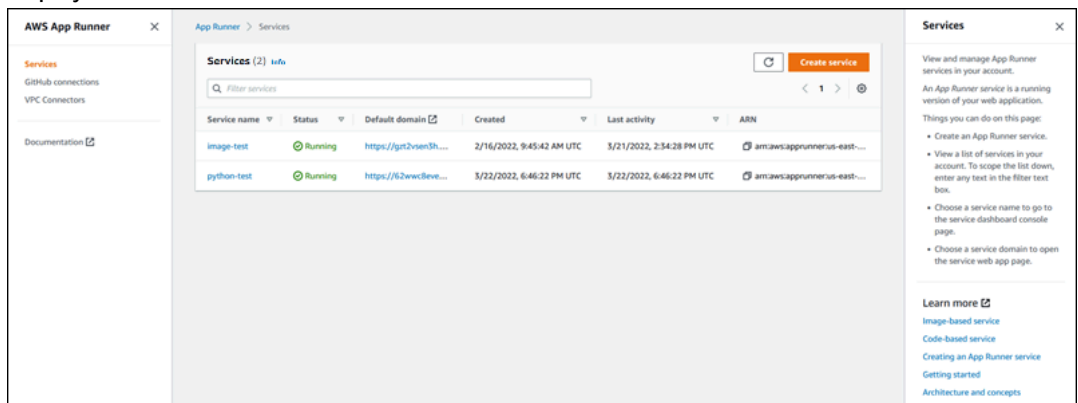 AWS App Runner
Services
GitHub connections
VPC Connectors
Documentation
App Runner > Services
Services (2) Info
Create service
Filter services
< 1 >
Service name Status Default domain Created Last activity ARN
image-test Running https://gzt2vsen3h.... 2/16/2022, 9:45:42 AM UTC 3/21/2022, 2:34:28 PM UTC arn:aws:apprunner:us-east-...
python-test Running https://62wwc8eve... 3/22/2022, 6:46:22 PM UTC 3/22/2022, 6:46:22 PM UTC arn:aws:apprunner:us-east-...
Services
View and manage App Runner
services in your account.
An App Runner service is a running
version of your web application.
Things you can do on this page:
• Create an App Runner service.
• View a list of services in your
account. To scope the list down,
enter any text in the filter text
box.
• Choose a service name to go to
the service dashboard console
page.
• Choose a service domain to open
the service web app page.
Learn more
Image-based service
Code-based service
Creating an App Runner service
Getting started
Architecture and concepts